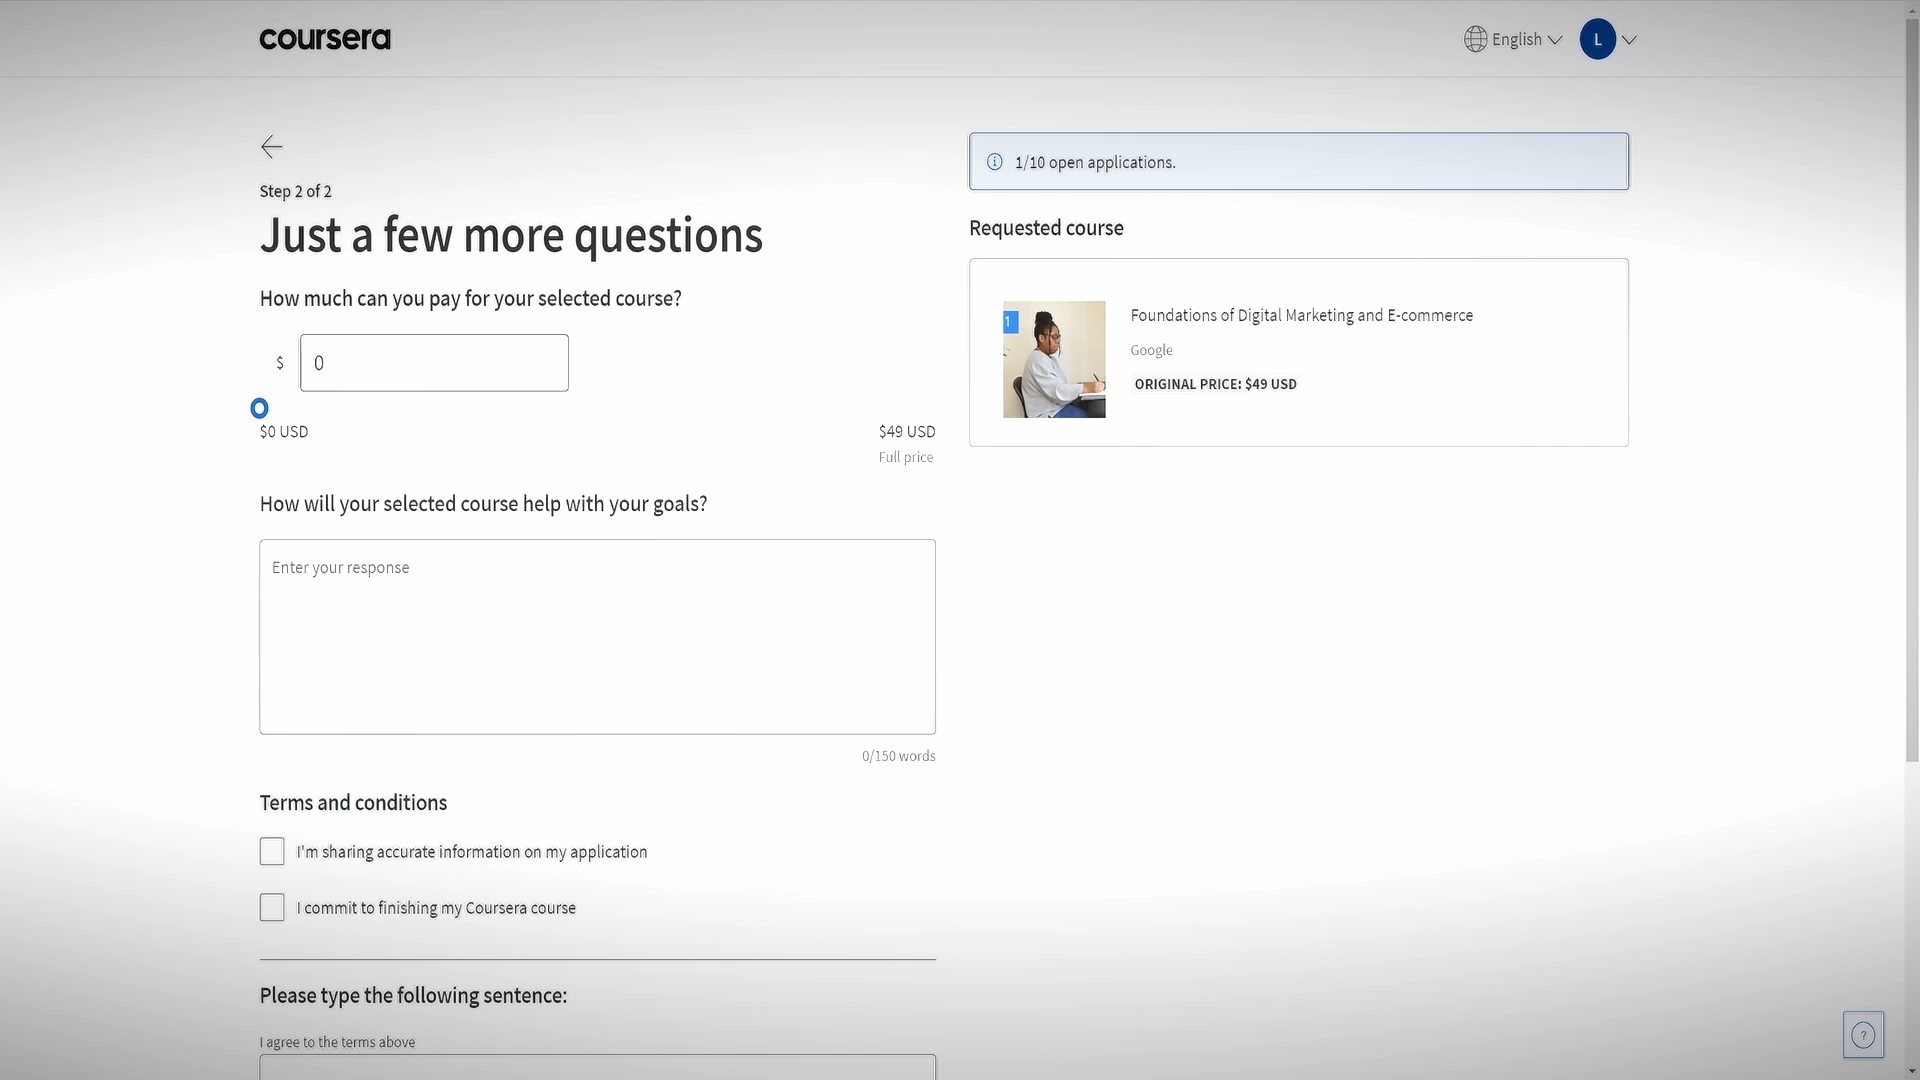 coursera
English
L
Step 2 of 2
Just a few more questions
How much can you pay for your selected course?
$ 0
$0 USD
$49 USD
Full price
How will your selected course help with your goals?
Enter your response
0/150 words
Terms and conditions
I'm sharing accurate information on my application
I commit to finishing my Coursera course
Please type the following sentence:
I agree to the terms above
1/10 open applications.
Requested course
1
Foundations of Digital Marketing and E-commerce
Google
ORIGINAL PRICE: $49 USD
?